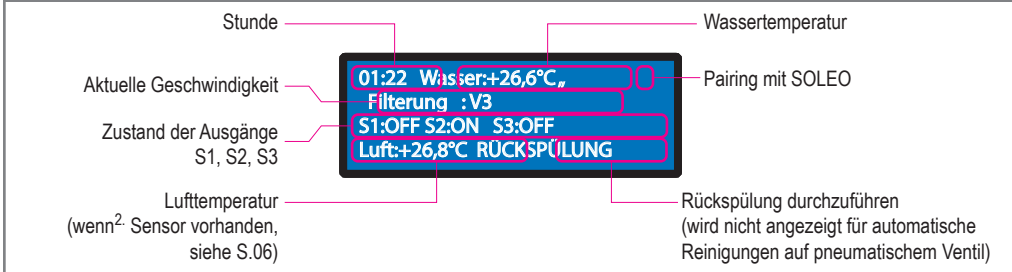 Stunde
Wassertemperatur
01:22 Wasser:+26,6°C„
Pairing mit SOLEO
Aktuelle Geschwindigkeit
Filterung : V3
Zustand der Ausgänge
S1, S2, S3
S1:OFF S2:ON S3:OFF
Luft:+26,8°C RÜCKSPÜLUNG
Lufttemperatur
(wenn2. Sensor vorhanden,
siehe S.06)
Rückspülung durchzuführen
(wird nicht angezeigt für automatische
Reinigungen auf pneumatischem Ventil)